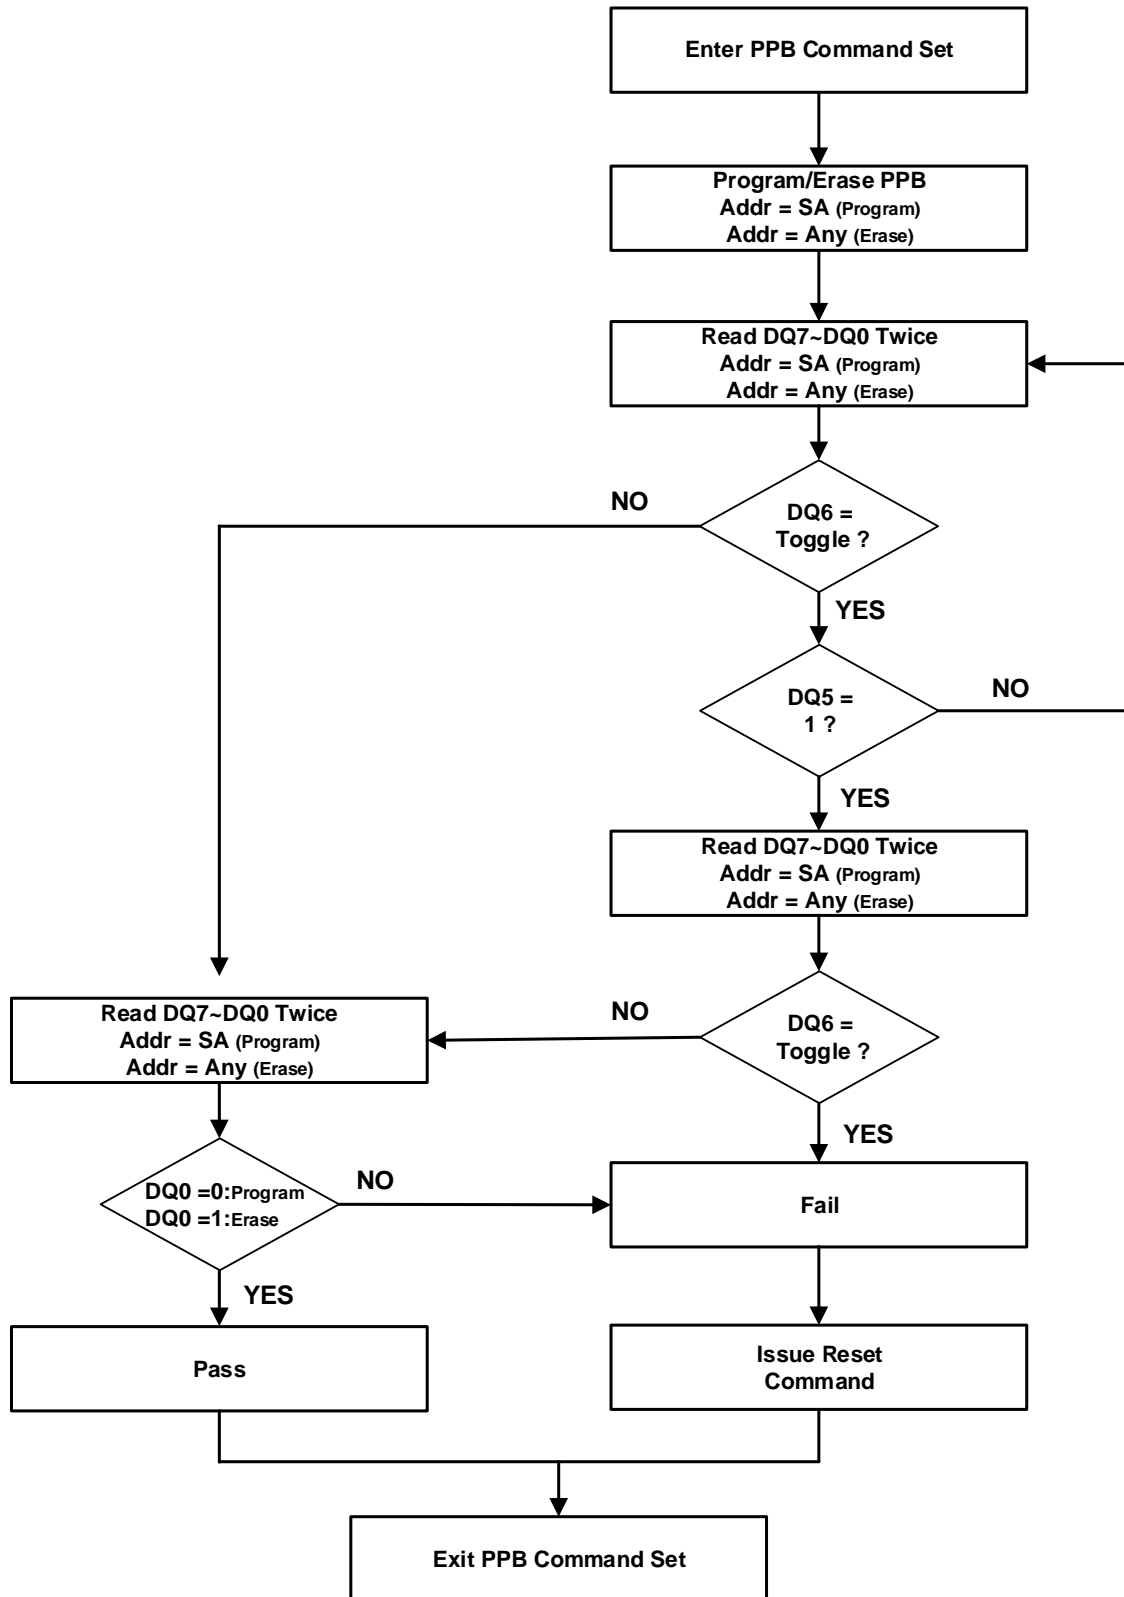 Enter PPB Command Set
Program/Erase PPB
Addr = SA (Program)
Addr = Any (Erase)
Read DQ7~DQ0 Twice
Addr = SA (Program)
Addr = Any (Erase)
NO
DQ6 =
Toggle ?
YES
DQ5 =
1 ?
NO
YES
Read DQ7~DQ0 Twice
Addr = SA (Program)
Addr = Any (Erase)
DQ6 =
Toggle ?
NO
YES
Read DQ7~DQ0 Twice
Addr = SA (Program)
Addr = Any (Erase)
DQ0 =0:Program
DQ0 =1:Erase
NO
YES
Fail
Pass
Issue Reset
Command
Exit PPB Command Set